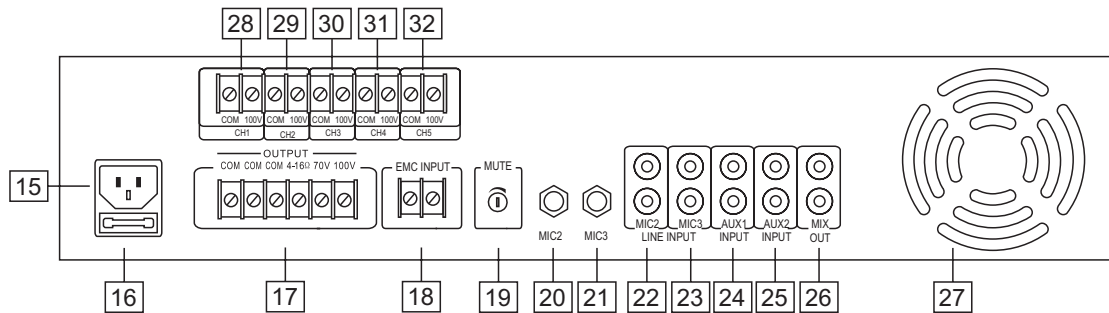 28 29 30 31 32
COM 100V COM 100V COM 100V COM 100V COM 100V
CH1 CH2 CH3 CH4 CH5
OUTPUT
COM COM COM 4-16Ω 70V 100V
EMC INPUT
MUTE
15
MIC2 MIC3
MIC2 MIC3 AUX1 AUX2 MIX
LINE INPUT INPUT INPUT OUT
16 17 18 19 20 21 22 23 24 25 26 27